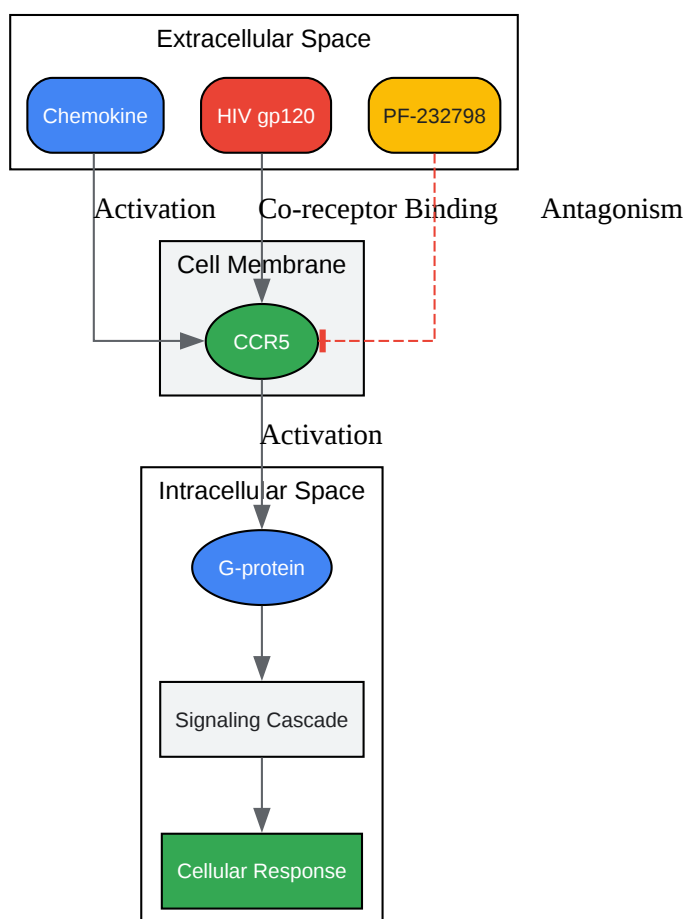 Extracellular Space
Chemokine
HIV gp120
PF-232798
Activation
Co-receptor Binding
Antagonism
Cell Membrane
CCR5
Activation
Intracellular Space
G-protein
Signaling Cascade
Cellular Response